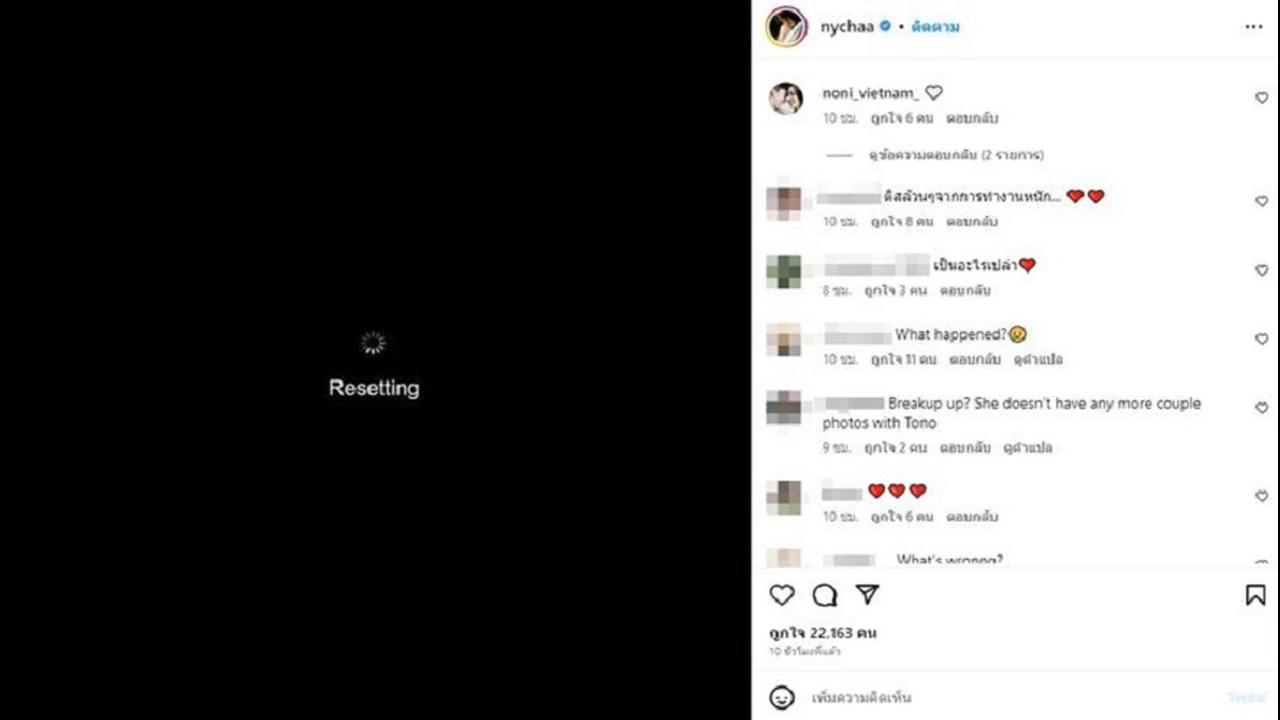 Resetting
nychaa • ติดตาม
noni_vietnam_
10 ชม. ถูกใจ 6 คน ตอบกลับ
ดูข้อความตอบกลับ (2 รายการ)
ดีสล้วนๆจากการทำงานหนัก...
10 ชม. ถูกใจ 8 คน ตอบกลับ
เป็นอะไรเปล่า
8 ชม. ถูกใจ 3 คน ตอบกลับ
What happened?
10 ชม. ถูกใจ 11 คน ตอบกลับ ดูคำแปล
Breakup up? She doesn't have any more couple
photos with Tono
9 ชม. ถูกใจ 2 คน ตอบกลับ ดูคำแปล
10 ชม. ถูกใจ 6 คน ตอบกลับ
What's wronng?
ถูกใจ 22,163 คน
10 ชั่วโมงที่แล้ว
เพิ่มความคิดเห็น
โพสต์